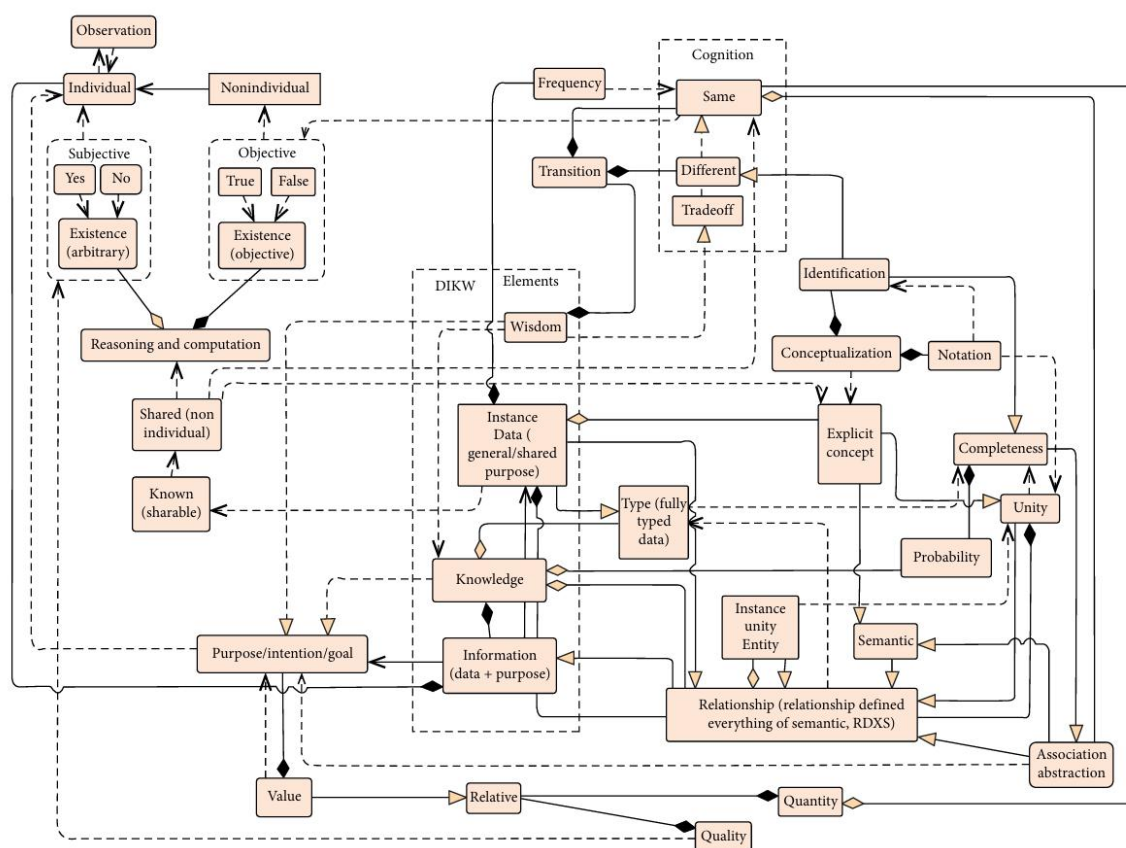 Observation
Cognition
Individual
Nonindividual
Frequency
Same
Subjective
Objective
Yes
No
True
False
Transition
Different
Tradeoff
Existence
(arbitrary)
Existence
(objective)
DIKW
Elements
Identification
Wisdom
Reasoning and computation
Conceptualization
Notation
Shared (non
individual)
Instance
Data (
general/shared
purpose)
Explicit
concept
Completeness
Known
(sharable)
Type (fully
typed
data)
Unity
Probability
Knowledge
Instance
unity
Entity
Semantic
Purpose/intention/goal
Information
(data + purpose)
Relationship (relationship defined
everything of semantic, RDXS)
Association
abstraction
Value
Relative
Quantity
Quality